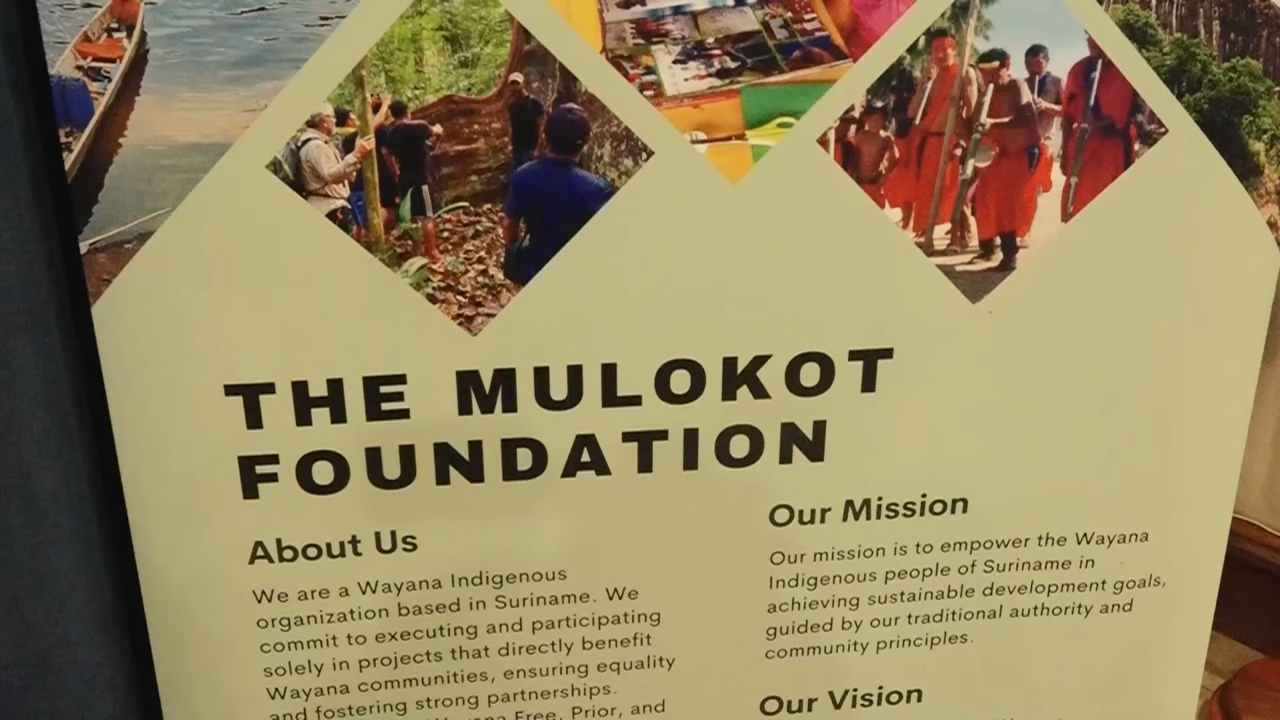 THE MULOKOT
FOUNDATION
About Us
We are a Wayana Indigenous
organization based in Suriname. We
commit to executing and participating
solely in projects that directly benefit
Wayana communities, ensuring equality
and fostering strong partnerships.
Wayana Free, Prior, and
Our Mission
Our mission is to empower the Wayana
Indigenous people of Suriname in
achieving sustainable development goals,
guided by our traditional authority and
community principles.
Our Vision